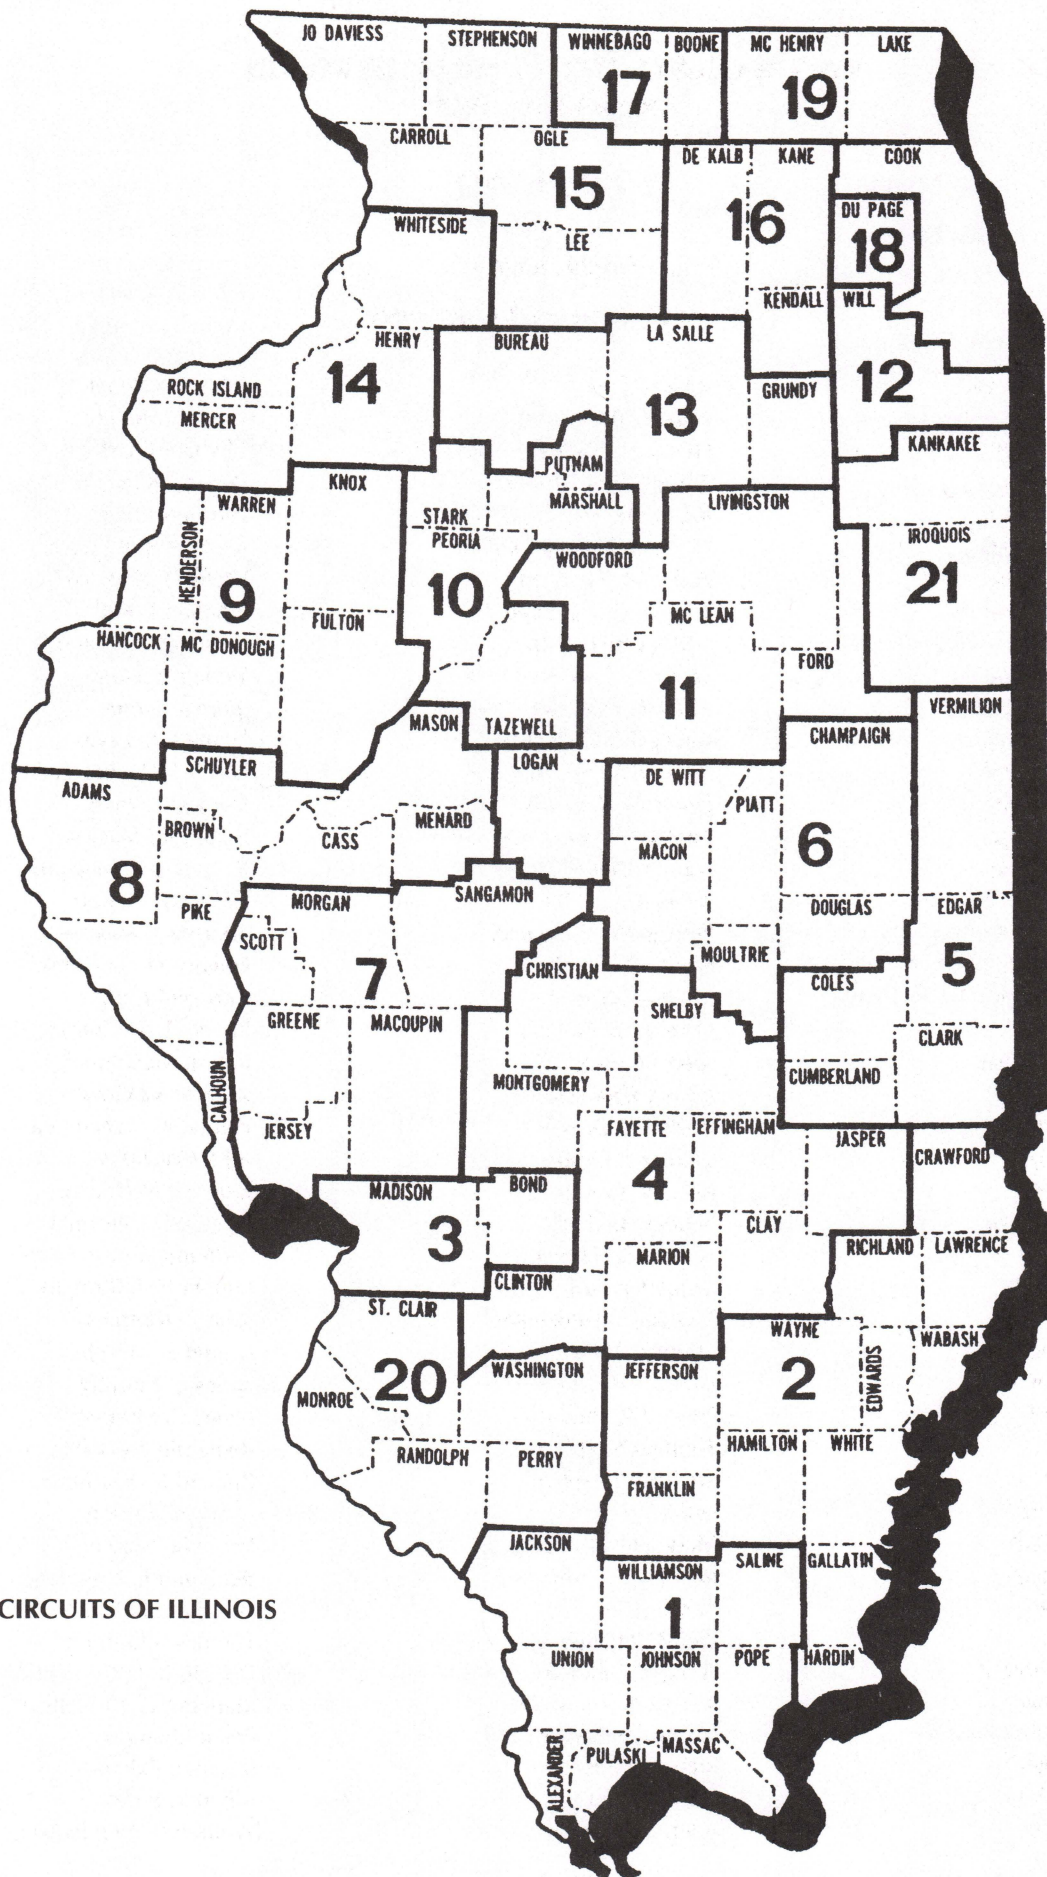 JO DAVIESS
STEPHENSON
WINNEBAGO
BOONE
MC HENRY
LAKE
17
19
CARROLL
OGLE
DE KALB
KANE
COOK
15
16
DU PAGE
18
WHITESIDE
LEE
KENDALL
WILL
HENRY
BUREAU
LA SALLE
14
13
12
ROCK ISLAND
GRUNDY
MERCER
KANKAKEE
PUTNAM
KNOX
WARREN
MARSHALL
LIVINGSTON
STARK
PEORIA
IROQUOIS
HENDERSON
9
10
WOODFORD
21
MC LEAN
FULTON
HANCOCK
MC DONOUGH
FORD
11
VERMILION
MASON
TAZEWELL
CHAMPAIGN
SCHUYLER
LOGAN
DE WITT
ADAMS
PIATT
BROWN
CASS
MENARD
MACON
6
8
MORGAN
SANGAMON
PIKE
DOUGLAS
EDGAR
SCOTT
7
CHRISTIAN
MOULTRIE
COLES
5
GREENE
MACOUPIN
SHELBY
CLARK
CALHOUN
MONTGOMERY
CUMBERLAND
JERSEY
FAYETTE
EFFINGHAM
JASPER
CRAWFORD
4
MADISON
BOND
CLAY
3
MARION
RICHLAND
LAWRENCE
CLINTON
ST. CLAIR
WAYNE
WABASH
20
WASHINGTON
JEFFERSON
2
EDWARDS
MONROE
RANDOLPH
PERRY
HAMILTON
WHITE
FRANKLIN
JACKSON
WILLIAMSON
SALINE
GALLATIN
CIRCUITS OF ILLINOIS
1
UNION
JOHNSON
POPE
HARDIN
ALEXANDER
PULASKI
MASSAC